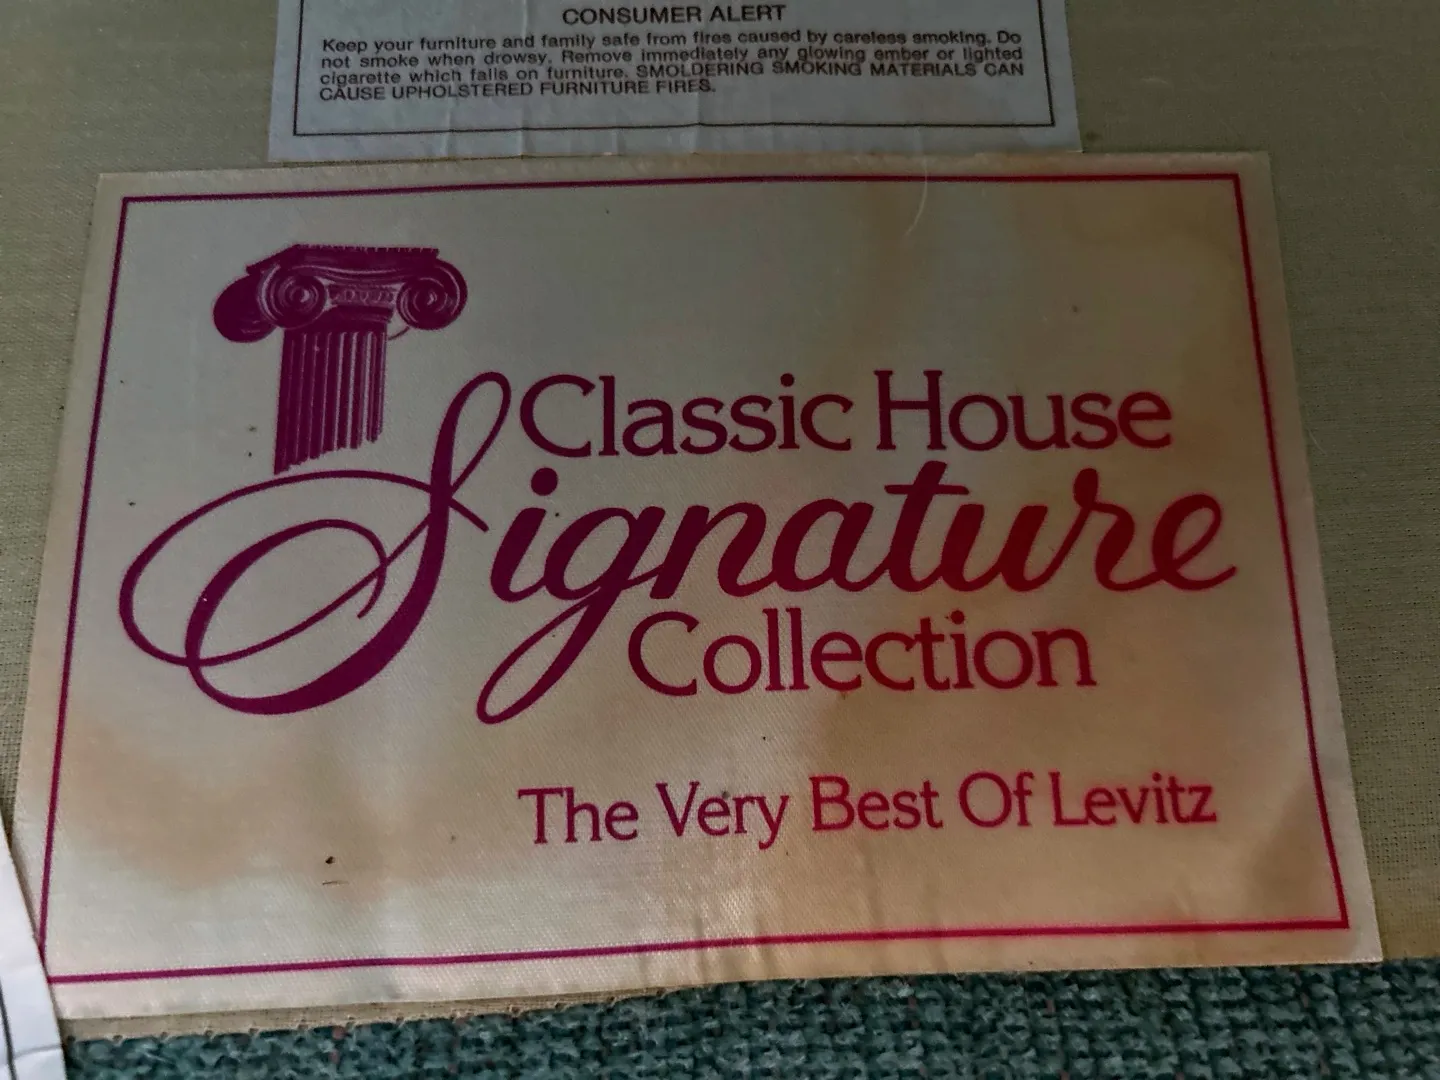 CONSUMER ALERT
Keep your furniture and family safe from fires caused by careless smoking. Do
not smoke when drowsy. Remove immediately any glowing ember or lighted
cigarette which falls on furniture. SMOLDERING SMOKING MATERIALS CAN
CAUSE UPHOLSTERED FURNITURE FIRES.
Classic House
Signature
Collection
The Very Best Of Levitz